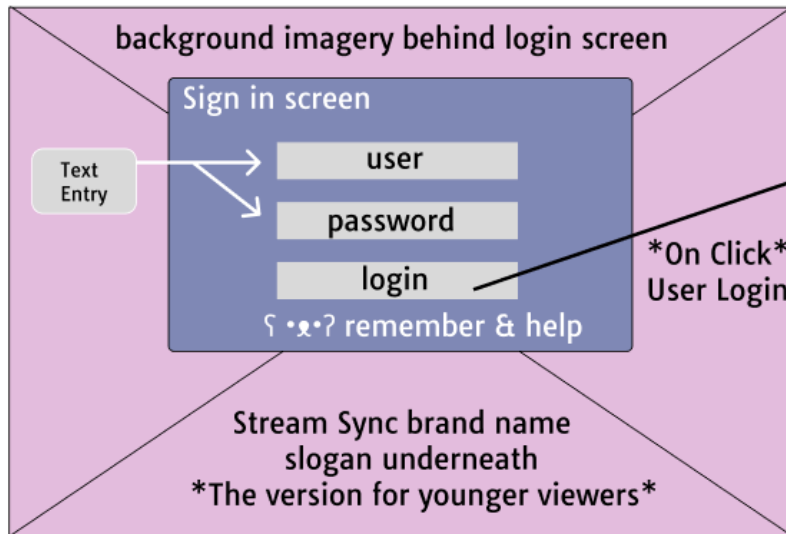 background imagery behind login screen
Sign in screen
Text
Entry
user
password
login
ʕ •ᴥ•ʔ remember & help
*On Click*
User Login
Stream Sync brand name
slogan underneath
*The version for younger viewers*